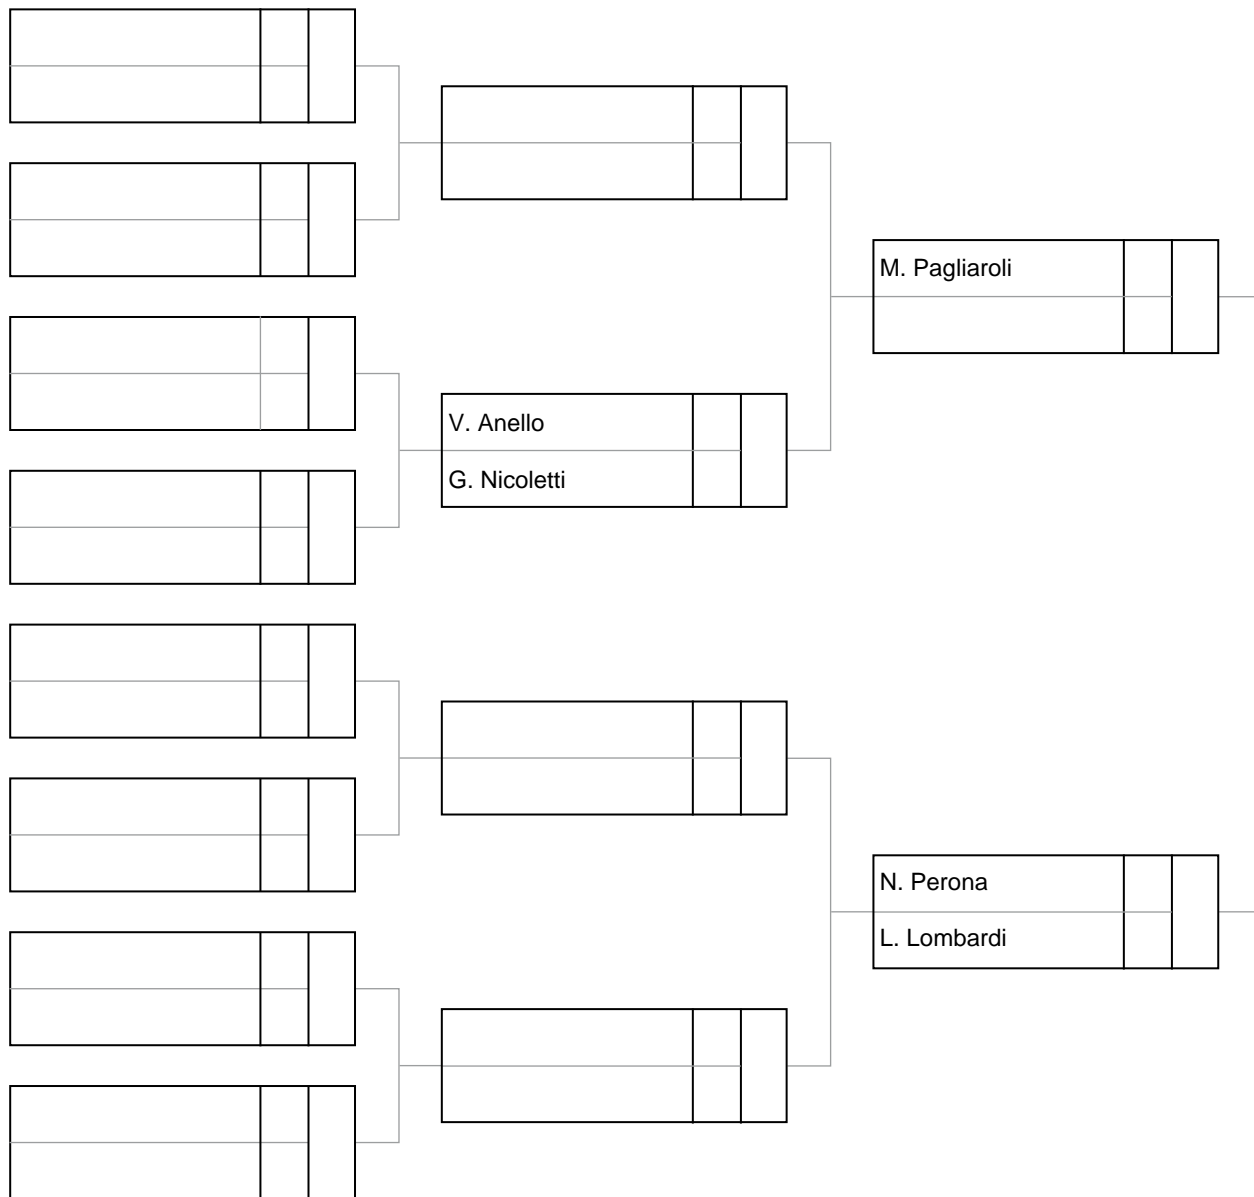 M. Pagliaroli
V. Anello
G. Nicoletti
N. Perona
L. Lombardi